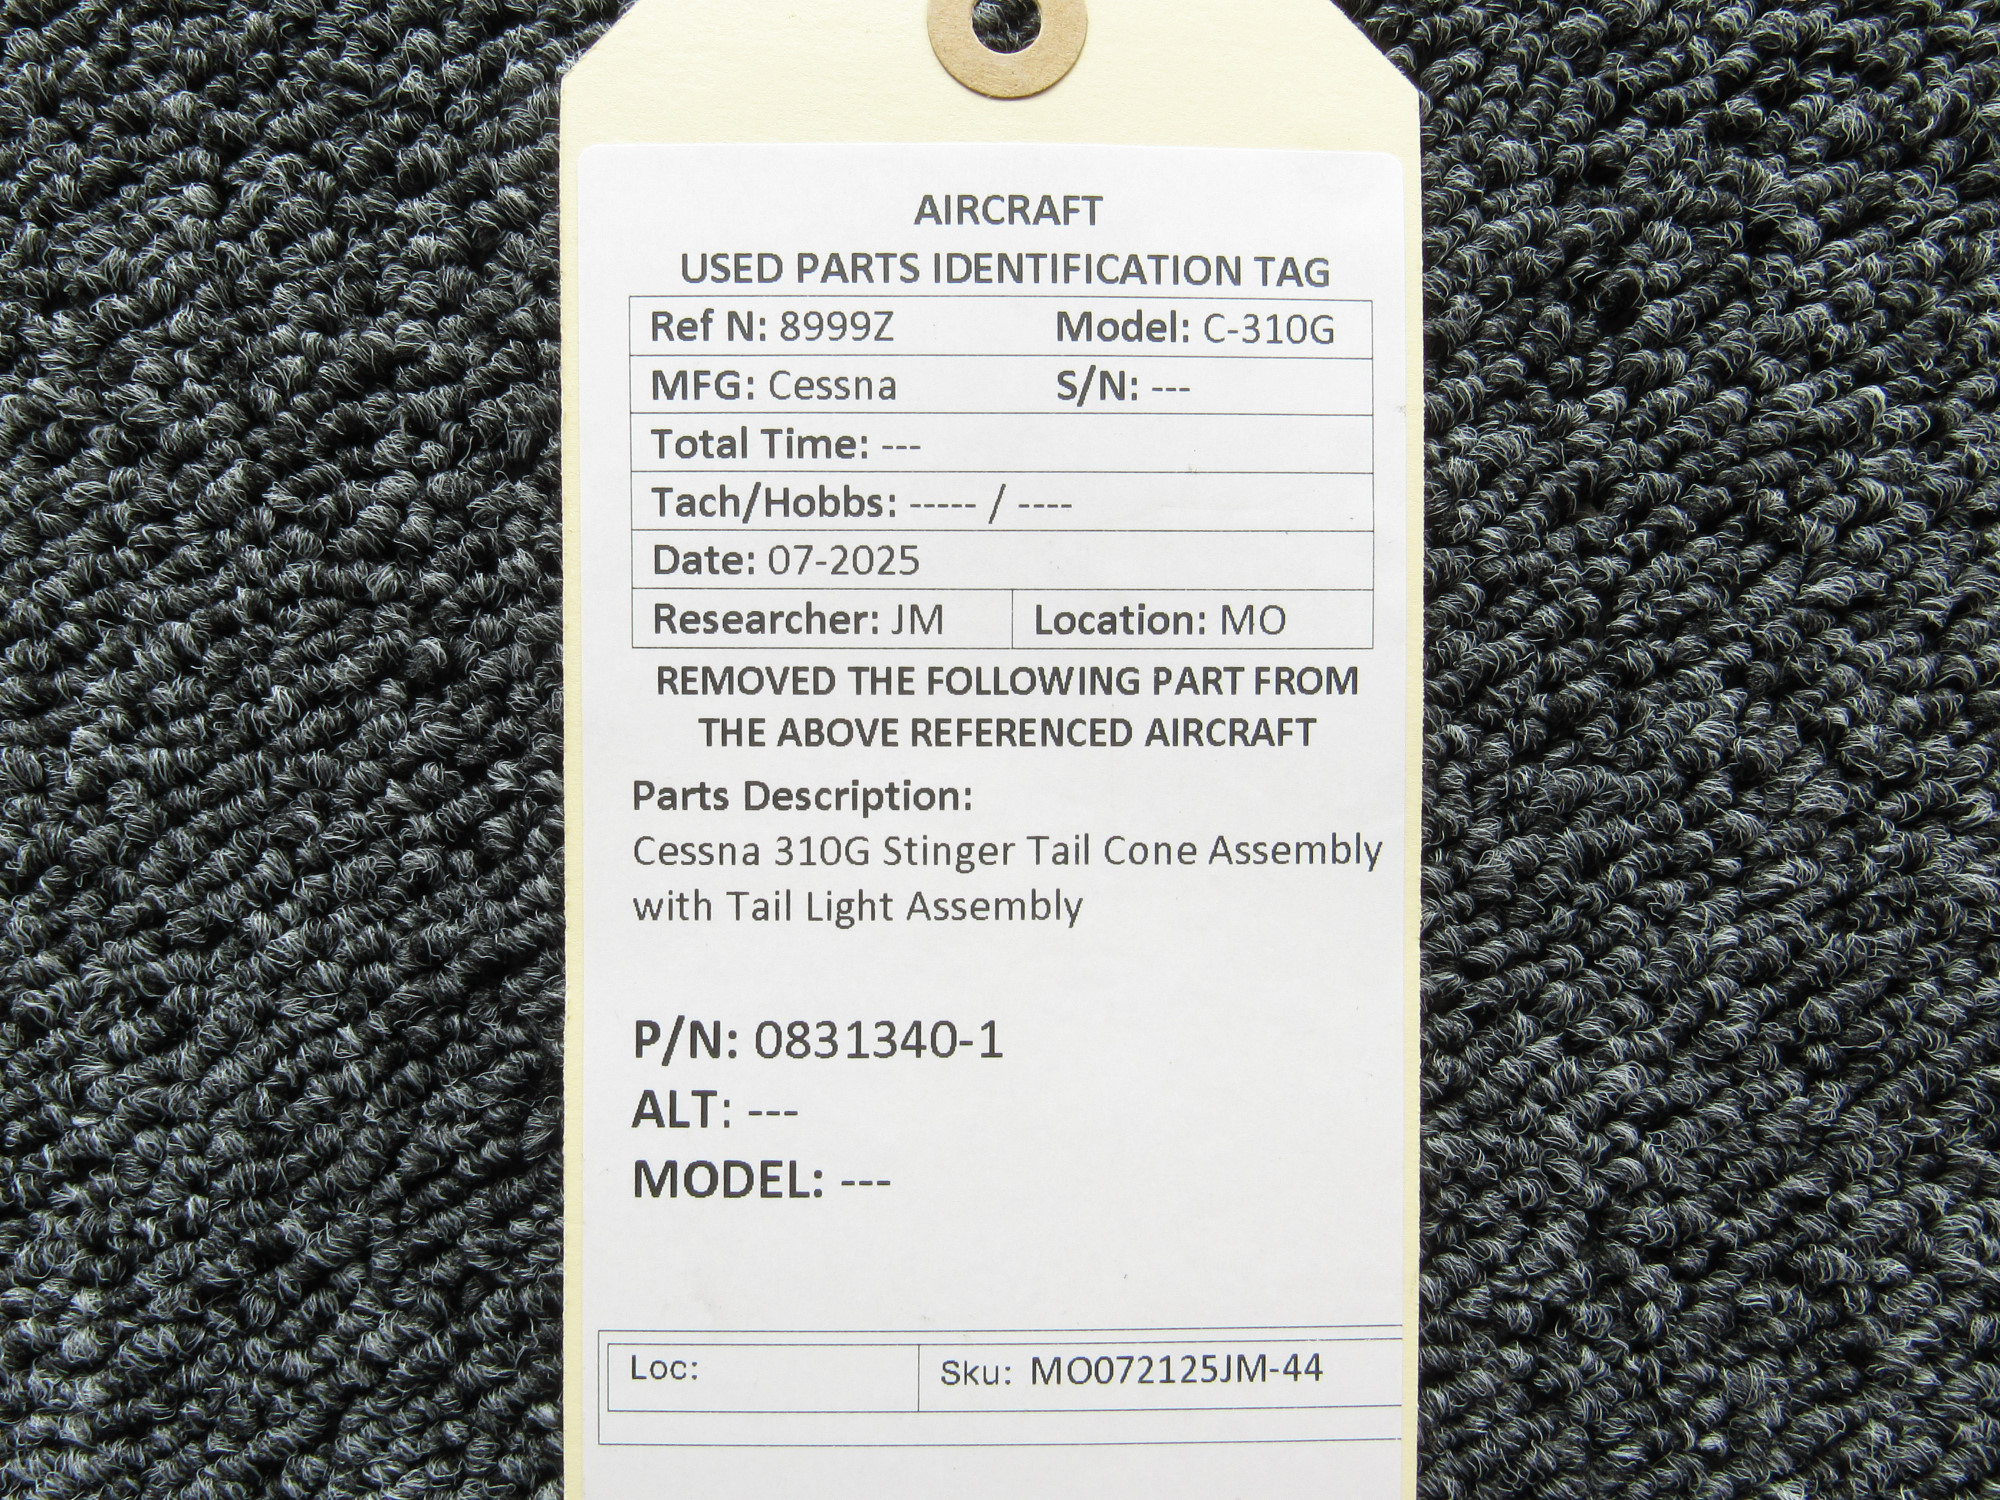 AIRCRAFT
USED PARTS IDENTIFICATION TAG
Ref N: 8999Z Model: C-310G
MFG: Cessna S/N: ---
Total Time: ---
Tach/Hobbs: ----- / ----
Date: 07-2025
Researcher: JM Location: MO
REMOVED THE FOLLOWING PART FROM
THE ABOVE REFERENCED AIRCRAFT
Parts Description:
Cessna 310G Stinger Tail Cone Assembly
with Tail Light Assembly
P/N: 0831340-1
ALT: ---
MODEL: ---
Loc: Sku: MO072125JM-44